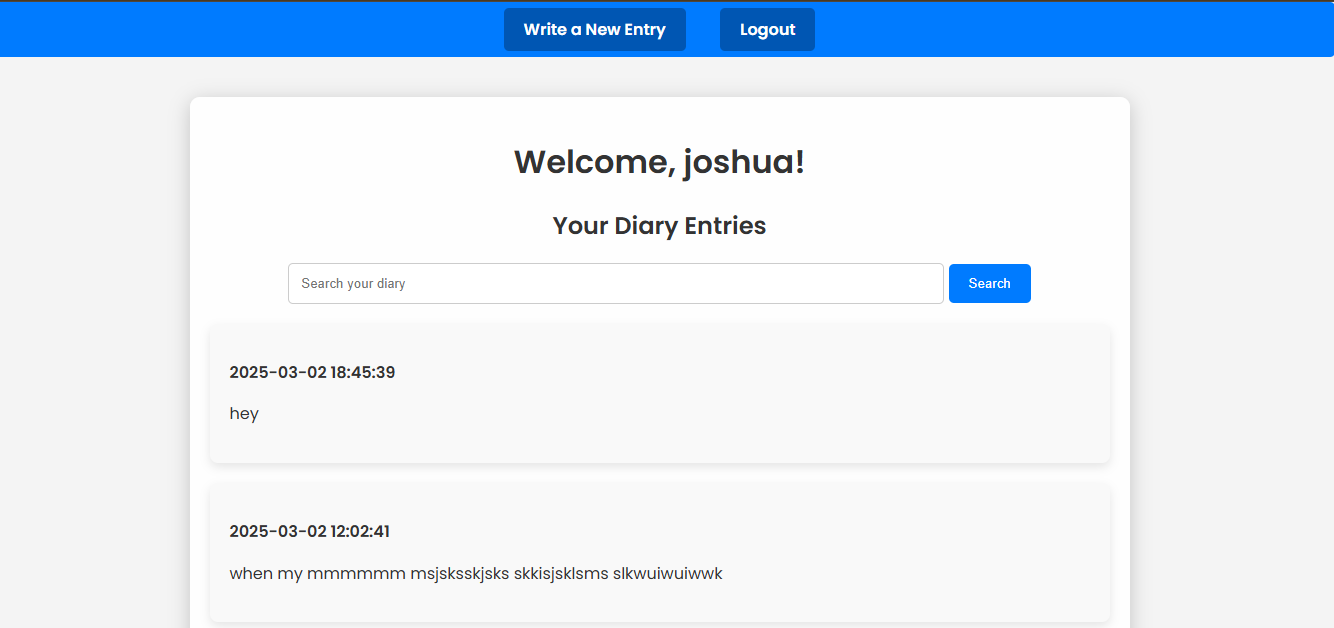 Write a New Entry Logout
Welcome, joshua!
Your Diary Entries
Search your diary Search
2025-03-02 18:45:39
hey
2025-03-02 12:02:41
when my mmmmmm msjsksskjsks skkisjsklsms slkwuiwuiwwk